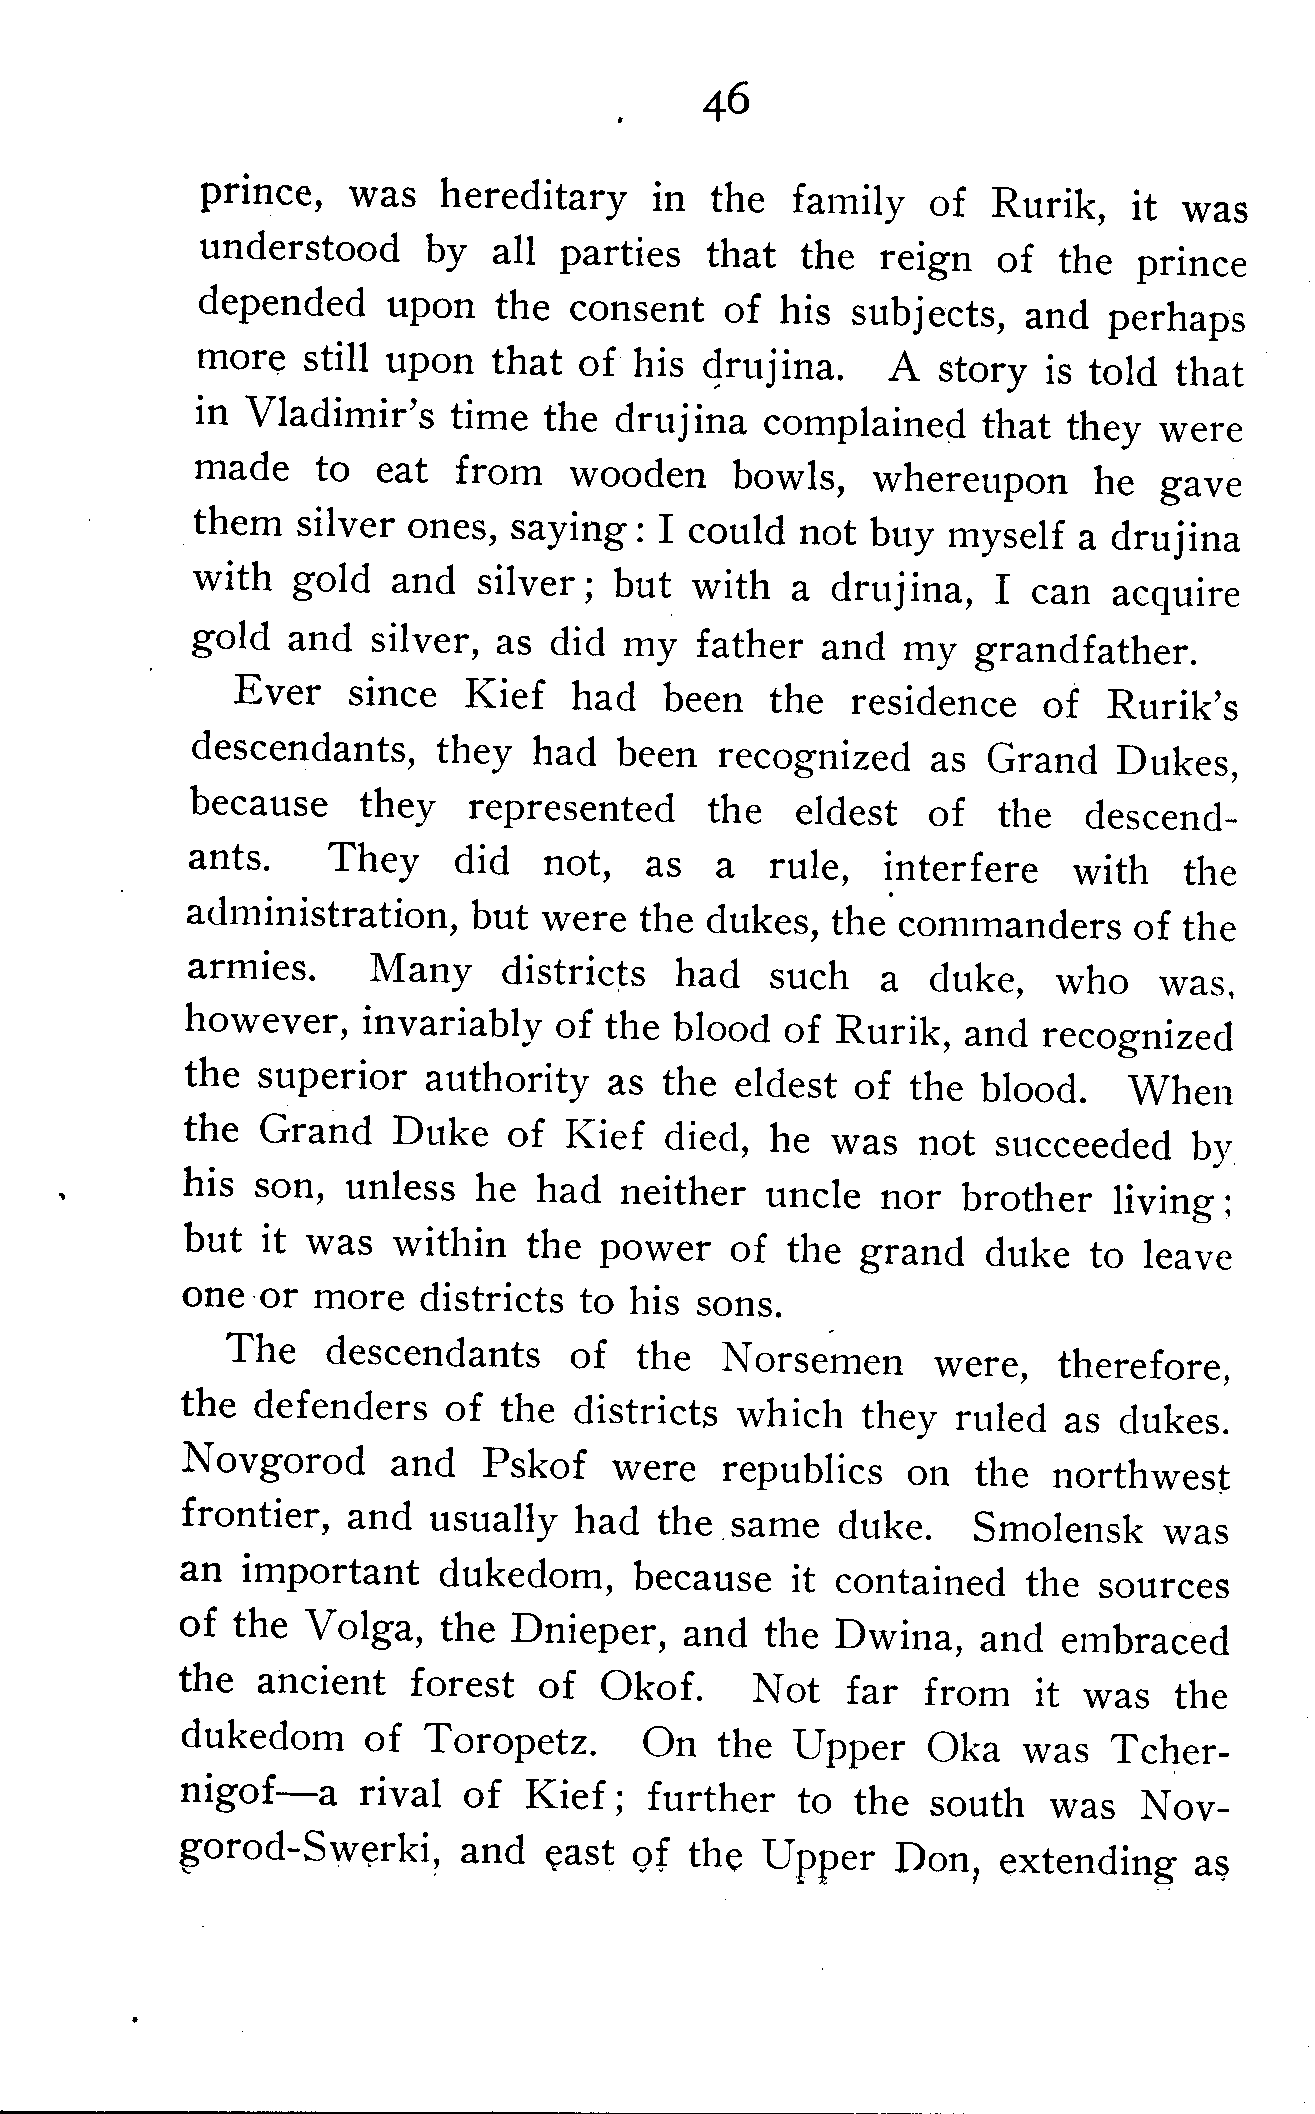 46
prince, was hereditary in the family of Rurik, it was
understood by all parties that the reign of the prince
depended upon the consent of his subjects, and perhaps
more still upon that of his drujina. A story is told that
in Vladimir's time the drujina complained that they were
made to eat from wooden bowls, whereupon he gave
them silver ones, saying: I could not buy myself a drujina
with gold and silver; but with a drujina, I can acquire
gold and silver, as did my father and my grandfather.
Ever since Kief had been the residence of Rurik's
descendants, they had been recognized as Grand Dukes,
because they represented the eldest of the descend-
ants. They did not, as a rule, interfere with the
administration, but were the dukes, the commanders of the
armies. Many districts had such a duke, who was,
however, invariably of the blood of Rurik, and recognized
the superior authority as the eldest of the blood. When
the Grand Duke of Kief died, he was not succeeded by
his son, unless he had neither uncle nor brother living;
but it was within the power of the grand duke to leave
one or more districts to his sons.
The descendants of the Norsemen were, therefore,
the defenders of the districts which they ruled as dukes.
Novgorod and Pskof were republics on the northwest
frontier, and usually had the same duke. Smolensk was
an important dukedom, because it contained the sources
of the Volga, the Dnieper, and the Dwina, and embraced
the ancient forest of Okof. Not far from it was the
dukedom of Toropetz. On the Upper Oka was Tcher-
nigof—a rival of Kief; further to the south was Nov-
gorod-Swerki, and east of the Upper Don, extending as